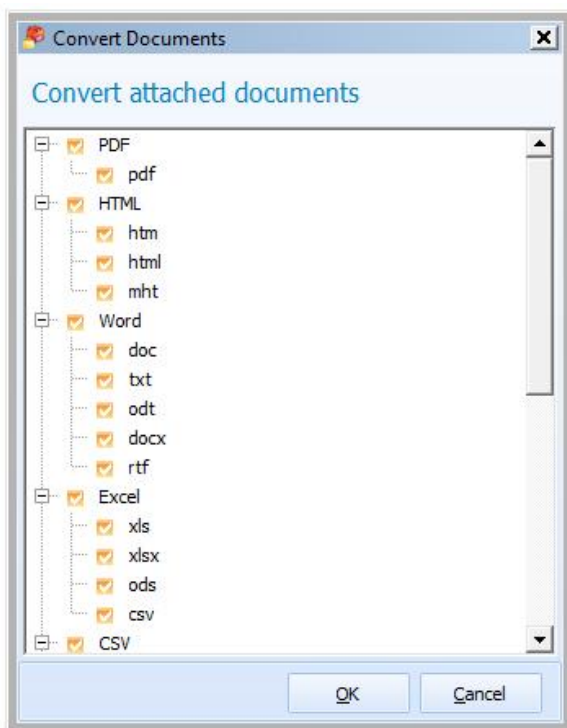 Convert Documents
Convert attached documents
PDF
pdf
HTML
htm
html
mht
Word
doc
txt
odt
docx
rtf
Excel
xls
xlsx
ods
csv
CSV
OK Cancel